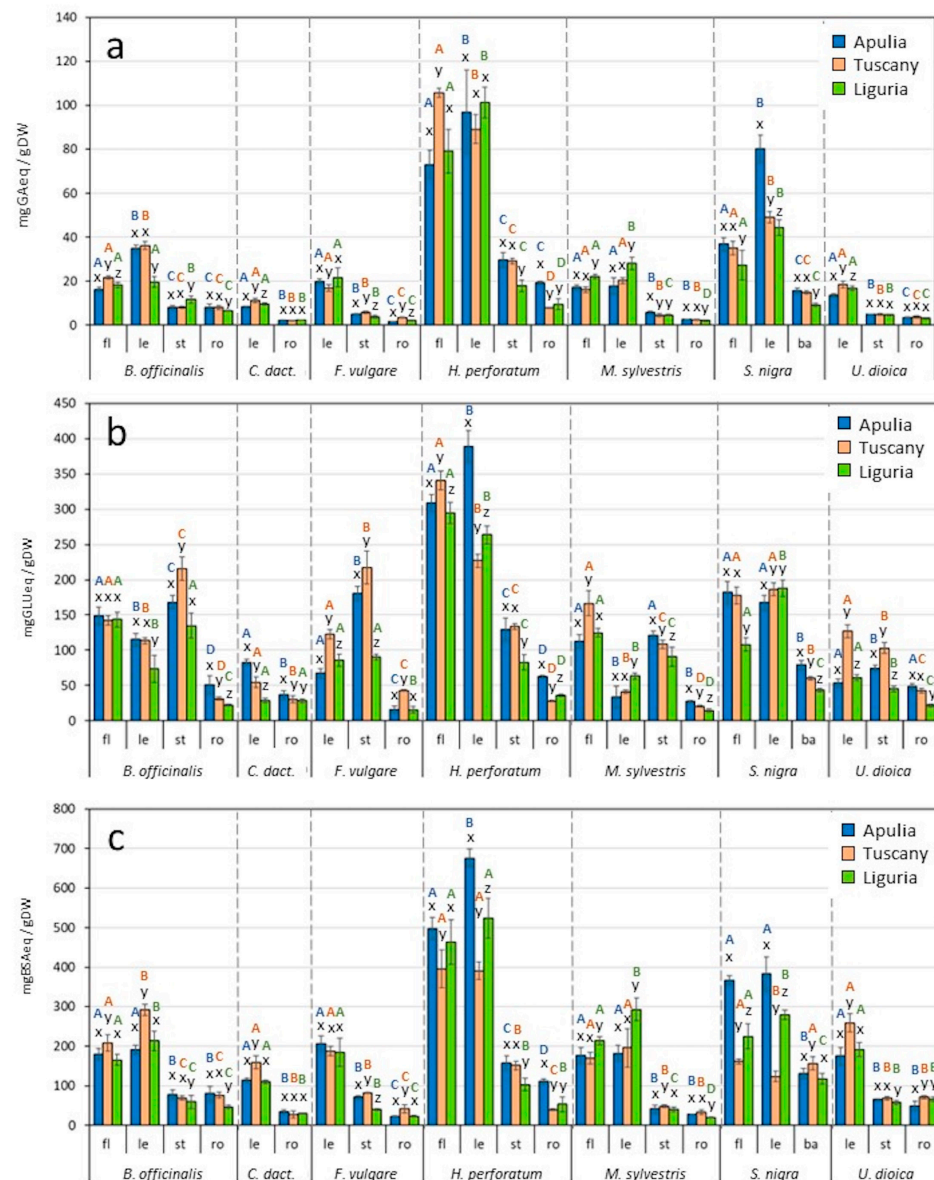 a
mgGAeq / gDW
140
120
100
80
60
40
20
0
Apulia
Tuscany
Liguria
A A A B B A C C B C C C A A A B B B A A A B B B C C C A A A B B B C C C C D D A A A A A B B B C B B D A A A B B B C C C A A A B B B C C C
x y z x x y x x y x x y x y z x x x x y x x y z x y z x y x x x x x x y x y y x x y x x y x y y x x y x x y x y z x x y x y z x x x x x x
fl le st ro le ro le st ro fl le st ro fl le st ro fl le ba le st ro
B. officinalis C. dact. F. vulgare H. perforatum M. sylvestris S. nigra U. dioica
b
mgGLUeq / gDW
450
400
350
300
250
200
150
100
50
0
Apulia
Tuscany
Liguria
A A A B B B C C A D D C A A A B B B A A A B B A C C B A A A B B B C C C D D D A A A B B B A C C B D D A A A A A B B B C A A A B B B A C C
x x x x x y x y x x y z x y z x y y x y z x y z x y x x y z x y z x x y x y z x y x x x y x y z x y z x x y x y y x y z x y z x y z x x y
fl le st ro le ro le st ro fl le st ro fl le st ro fl le ba le st ro
B. officinalis C. dact. F. vulgare H. perforatum M. sylvestris S. nigra U. dioica
c
mgBSAeq / gDW
800
700
600
500
400
300
200
100
0
Apulia
Tuscany
Liguria
A A A A B B B C C B C D A A A B B B A A A B B B C C C A A A B A A C B B D C C A A A A A B B B C B C D A A A A B B B A C A A A B B B B B B
x y x x y x x x x x x y x y x x x x x x x x y z x y x x y x x y z x x y x y y x x y x x y x y x x x y x y z x y z x y x x y x x x y x y y
fl le st ro le ro le st ro fl le st ro fl le st ro fl le ba le st ro
B. officinalis C. dact. F. vulgare H. perforatum M. sylvestris S. nigra U. dioica